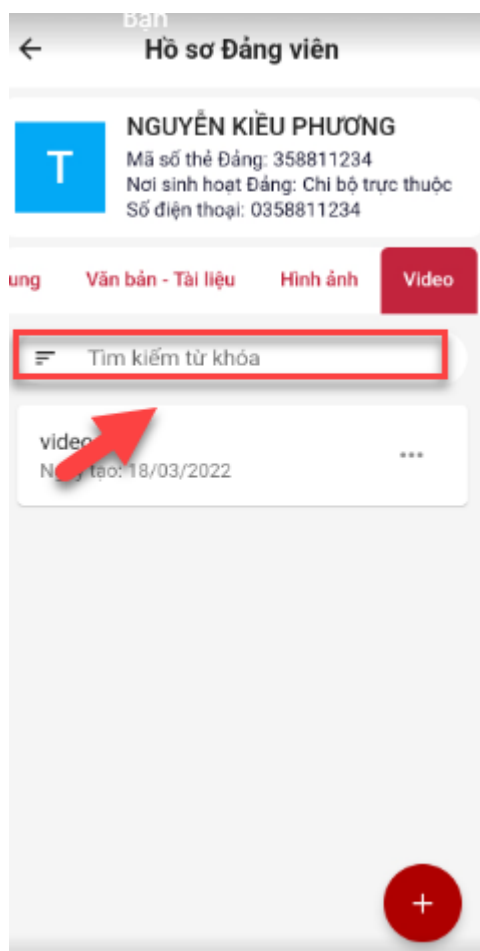 Bạn
Hồ sơ Đảng viên
T
NGUYỄN KIỀU PHƯƠNG
Mã số thẻ Đảng: 358811234
Nơi sinh hoạt Đảng: Chi bộ trực thuộc
Số điện thoại: 0358811234
ung Văn bản - Tài liệu Hình ảnh Video
Tìm kiếm từ khóa
video
tạo: 18/03/2022